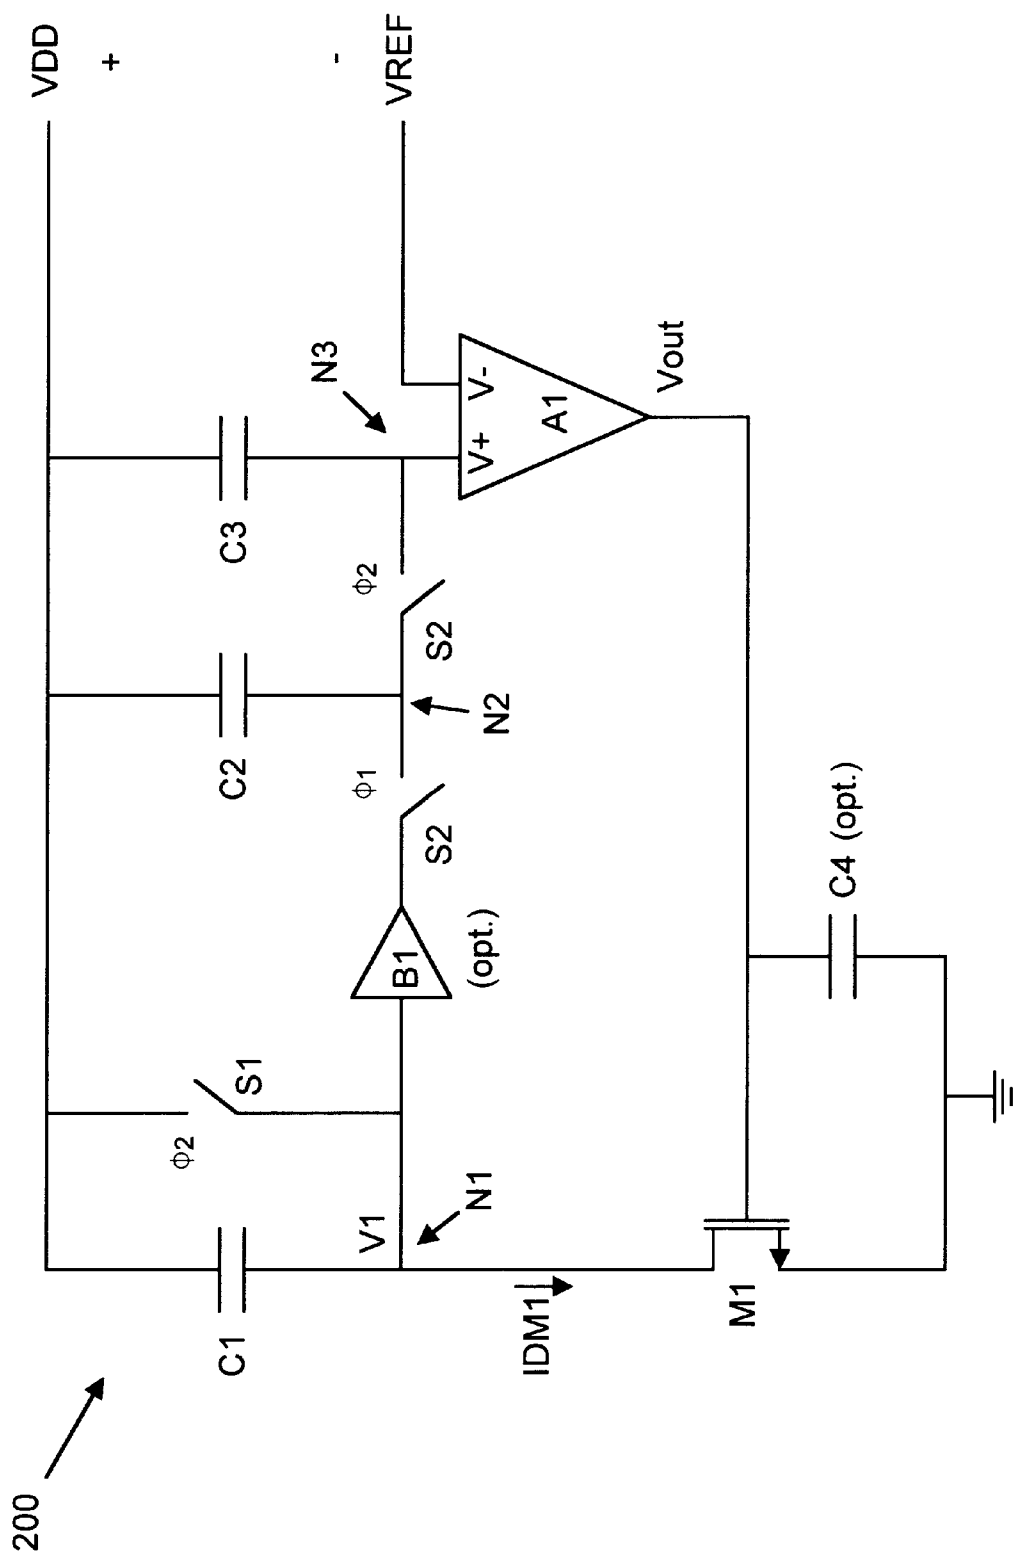 200
VDD
+
-
VREF
C1
V1
N1
IDM1
M1
Φ2
S1
B1
(opt.)
Φ1
S2
C2
N2
Φ2
S2
C3
N3
V+
V-
A1
Vout
C4 (opt.)